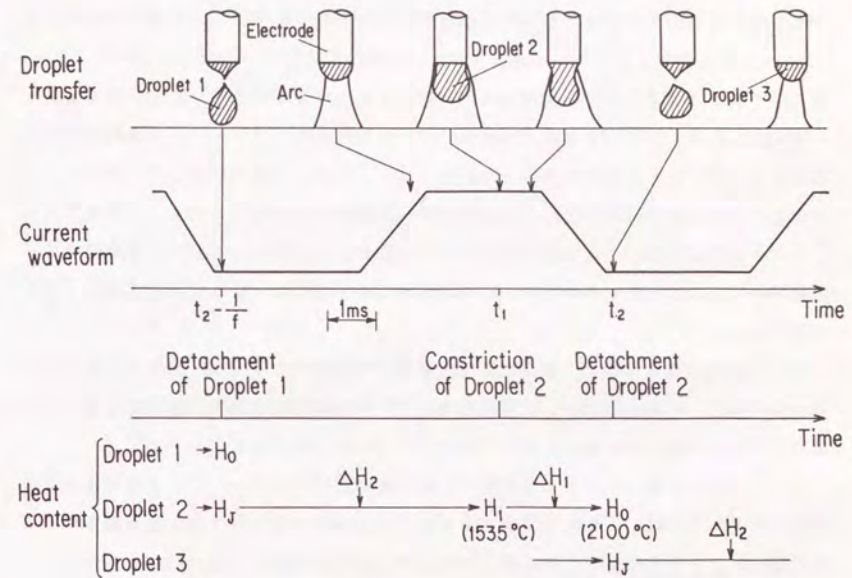 Droplet transfer
Electrode
Droplet 1
Arc
Droplet 2
Droplet 3
Current waveform
t₂ - 1/f
1ms
t₁
t₂
Time
Detachment of Droplet 1
Constriction of Droplet 2
Detachment of Droplet 2
Time
Heat content
Droplet 1 → H₀
ΔH₂
ΔH₁
Droplet 2 → H_J → H₁ → H₀
(1535°C) (2100°C)
ΔH₂
Droplet 3 → H_J